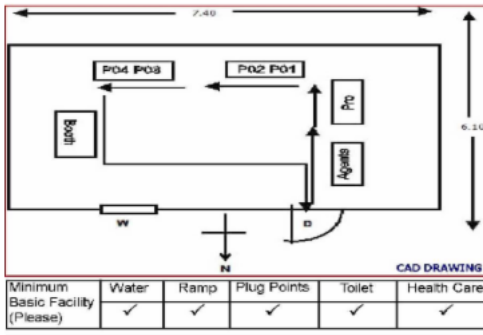 7.40
P04 P03
P02 P01
Pro
6.10
Booth
Agents
W
D
N
CAD DRAWING
Minimum Basic Facility (Please)
Water
Ramp
Plug Points
Toilet
Health Care
✓ ✓ ✓ ✓ ✓